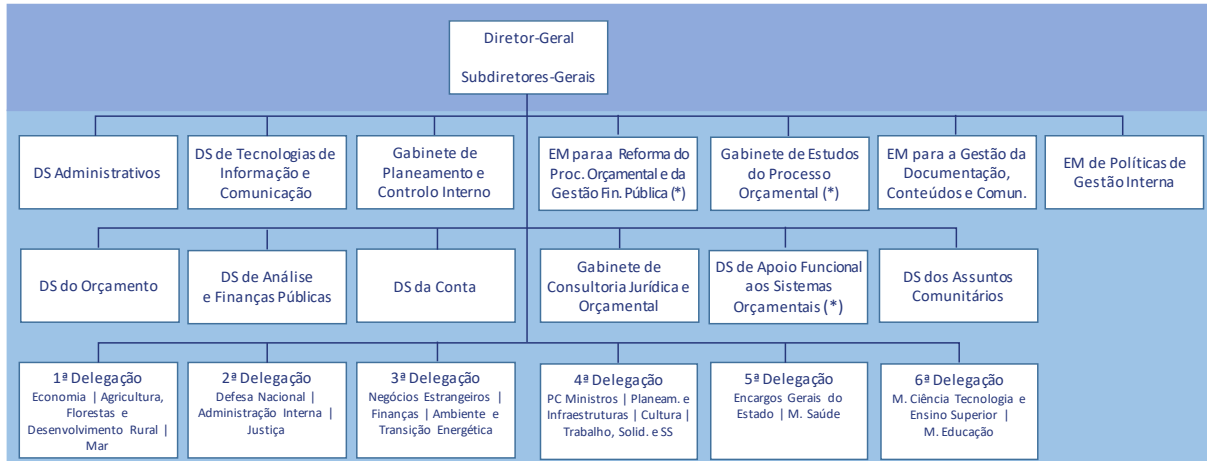 Diretor-Geral
Subdiretores-Gerais
DS Administrativos
DS de Tecnologias de
Informação e
Comunicação
Gabinete de
Planeamento e
Controlo Interno
EM paraa Reforma do
Proc. Orçamental e da
Gestão Fin. Pública (*)
Gabinete de Estudos
do Processo
Orçamental (*)
EM para a Gestão da
Documentação,
Conteúdos e Comun.
EM de Políticas de
Gestão Interna
DS do Orçamento
DS de Análise
e Finanças Públicas
DS da Conta
Gabinete de
Consultoria Jurídica e
Orçamental
DS de Apoio Funcional
aos Sistemas
Orçamentais (*)
DS dos Assuntos
Comunitários
1ª Delegação
Economia | Agricultura,
Florestas e
Desenvolvimento Rural |
Mar
2ª Delegação
Defesa Nacional |
Administração Interna |
Justiça
3ª Delegação
Negócios Estrangeiros |
Finanças | Ambiente e
Transição Energética
4ª Delegação
PC Ministros | Planeam. e
Infraestruturas | Cultura |
Trabalho, Solid. e SS
5ª Delegação
Encargos Gerais do
Estado | M. Saúde
6ª Delegação
M. Ciência Tecnologia e
Ensino Superior |
M. Educação